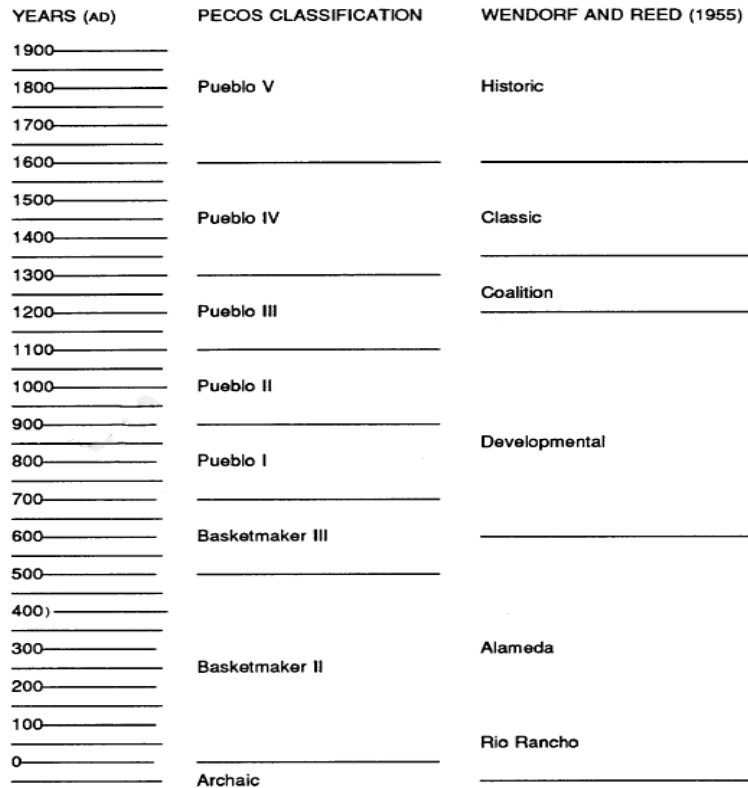 YEARS (AD) PECOS CLASSIFICATION WENDORF AND REED (1955)
1900
1800 Pueblo V Historic
1700
1600
1500
Pueblo IV Classic
1400
1300
Coalition
1200 Pueblo III
1100
1000 Pueblo II
900
Developmental
800 Pueblo I
700
600 Basketmaker III
500
400)
300 Alameda
Basketmaker II
200
100
Rio Rancho
0
Archaic